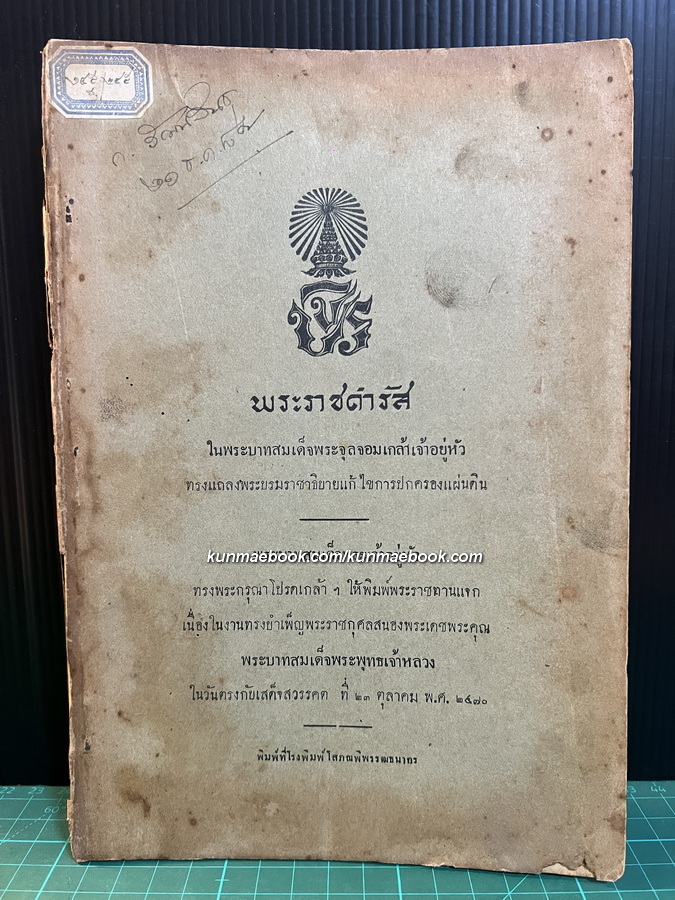 พระราชดำรัส
ในพระบาทสมเด็จพระจุลจอมเกล้าเจ้าอยู่หัว
ทรงแถลงพระบรมราชาธิบายแก้ไขการปกครองแผ่นดิน
kunmaebook.com/kunmaebook.com
ทรงพระกรุณาโปรดเกล้า ฯ ให้พิมพ์พระราชทานแจก
เนื่องในงานทรงบำเพ็ญพระราชกุศลสนองพระเดชพระคุณ
พระบาทสมเด็จพระพุทธเจ้าหลวง
ในวันตรงกับเสด็จสวรรคต ที่ ๒๓ ตุลาคม พ.ศ. ๒๔๗๐
พิมพ์ที่โรงพิมพ์โสภณพิพรรฒธนากร